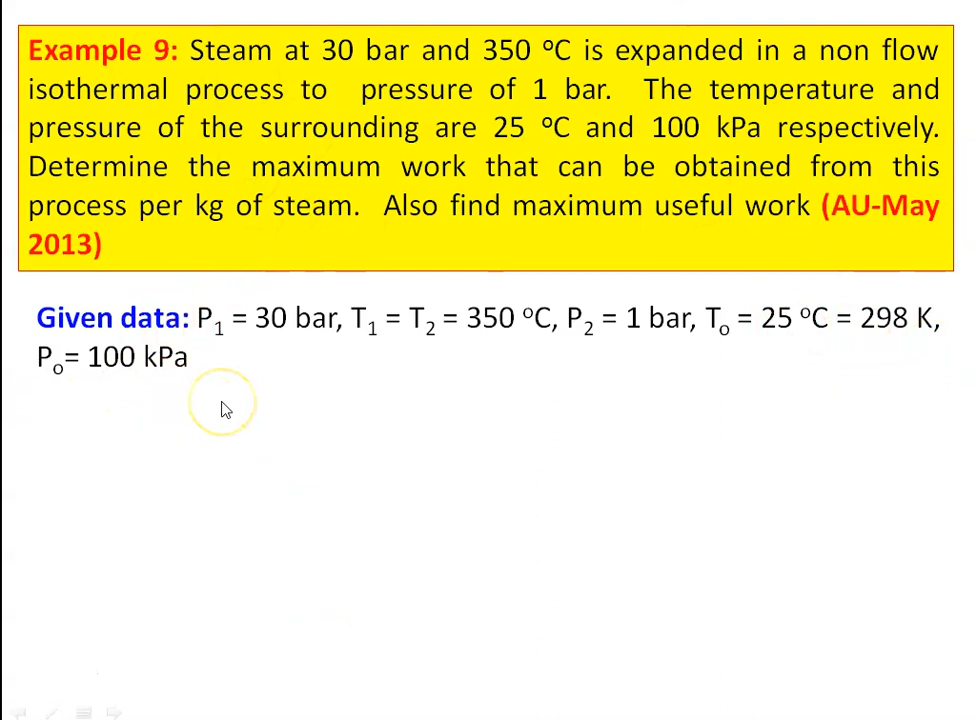 Example 9: Steam at 30 bar and 350 ᵒC is expanded in a non flow
isothermal process to pressure of 1 bar. The temperature and
pressure of the surrounding are 25 ᵒC and 100 kPa respectively.
Determine the maximum work that can be obtained from this
process per kg of steam. Also find maximum useful work (AU-May
2013)
Given data: P₁ = 30 bar, T₁ = T₂ = 350 ᵒC, P₂ = 1 bar, Tₒ = 25 ᵒC = 298 K,
Pₒ= 100 kPa